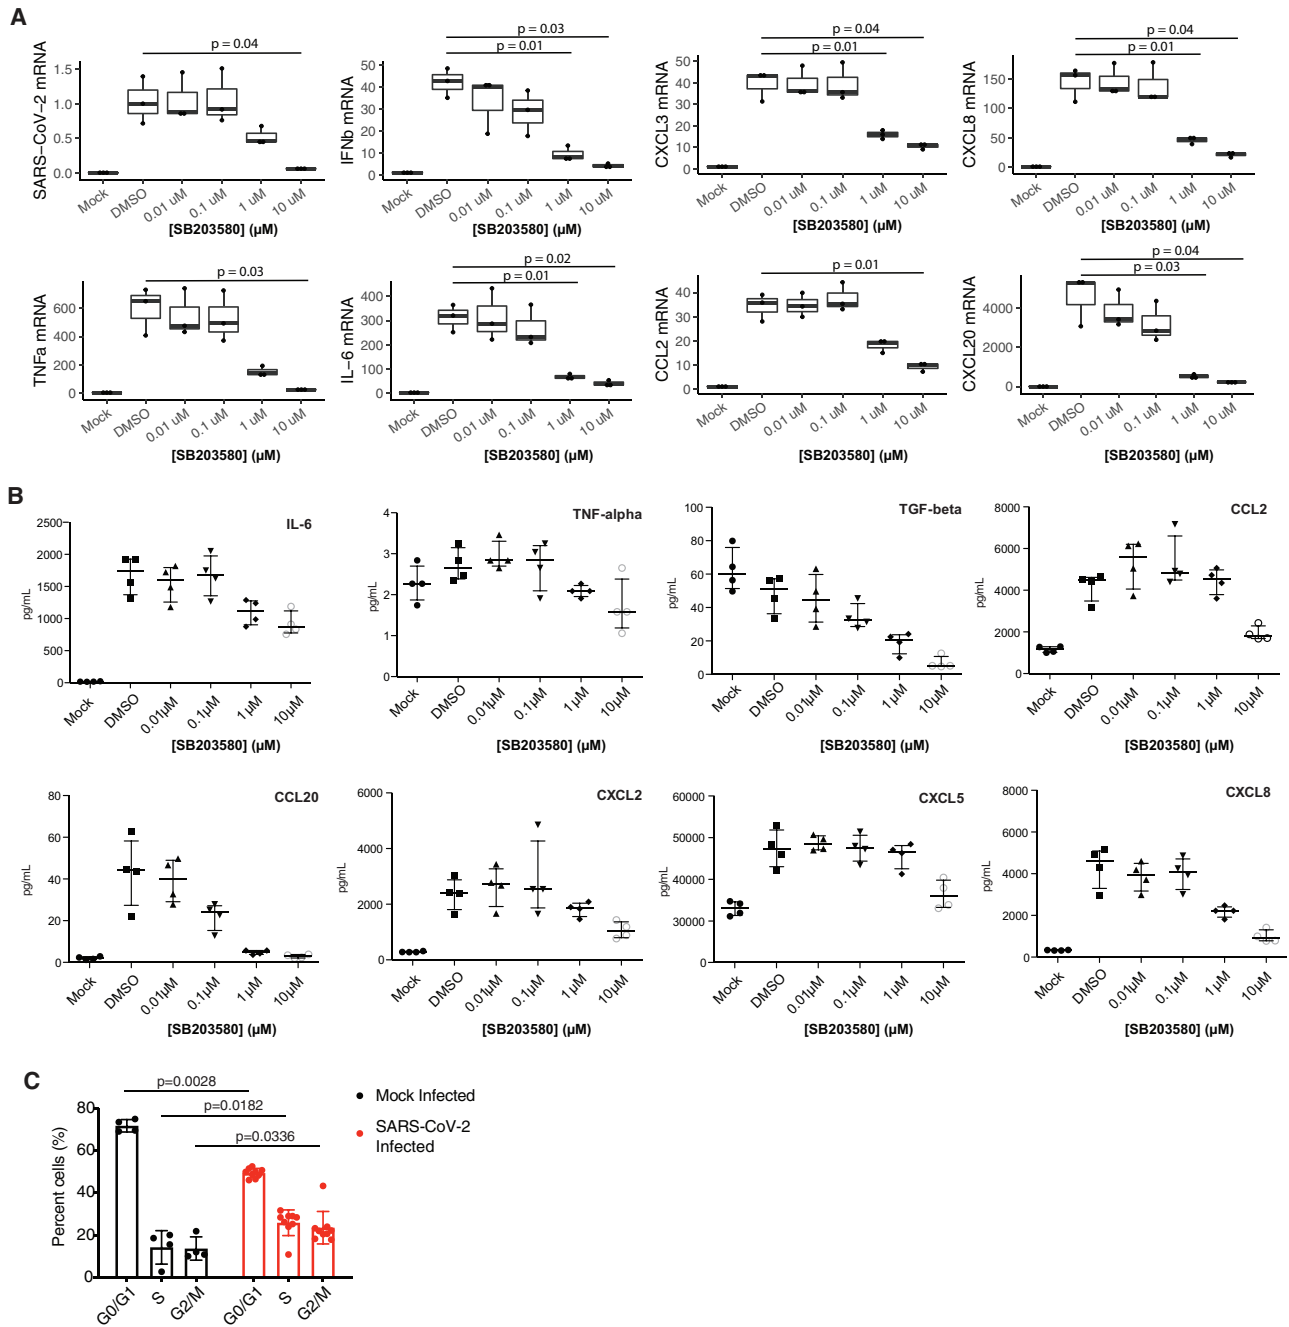 A
SARS−CoV−2 mRNA
p = 0.04
1.5
1.0
0.5
0.0
Mock
DMSO
0.01 uM
0.1 uM
1 uM
10 uM
[SB203580] (µM)
IFNb mRNA
p = 0.03
p = 0.01
50
40
30
20
10
0
Mock
DMSO
0.01 uM
0.1 uM
1 uM
10 uM
[SB203580] (µM)
CXCL3 mRNA
p = 0.04
p = 0.01
50
40
30
20
10
0
Mock
DMSO
0.01 uM
0.1 uM
1 uM
10 uM
[SB203580] (µM)
CXCL8 mRNA
p = 0.04
p = 0.01
150
100
50
0
Mock
DMSO
0.01 uM
0.1 uM
1 uM
10 uM
[SB203580] (µM)
TNFa mRNA
p = 0.03
600
400
200
0
Mock
DMSO
0.01 uM
0.1 uM
1 uM
10 uM
[SB203580] (µM)
IL−6 mRNA
p = 0.02
p = 0.01
400
300
200
100
0
Mock
DMSO
0.01 uM
0.1 uM
1 uM
10 uM
[SB203580] (µM)
CCL2 mRNA
p = 0.01
40
30
20
10
0
Mock
DMSO
0.01 uM
0.1 uM
1 uM
10 uM
[SB203580] (µM)
CXCL20 mRNA
p = 0.04
p = 0.03
4000
2000
0
Mock
DMSO
0.01 uM
0.1 uM
1 uM
10 uM
[SB203580] (µM)
B
IL-6
pg/mL
2500
2000
1500
1000
500
0
Mock
DMSO
0.01µM
0.1µM
1 µM
10µM
[SB203580] (µM)
TNF-alpha
pg/mL
4
3
2
1
0
Mock
DMSO
0.01µM
0.1µM
1 µM
10µM
[SB203580] (µM)
TGF-beta
pg/mL
100
80
60
40
20
0
Mock
DMSO
0.01µM
0.1µM
1 µM
10µM
[SB203580] (µM)
CCL2
pg/mL
8000
6000
4000
2000
0
Mock
DMSO
0.01µM
0.1µM
1 µM
10µM
[SB203580] (µM)
CCL20
pg/mL
80
60
40
20
0
Mock
DMSO
0.01µM
0.1µM
1 µM
10µM
[SB203580] (µM)
CXCL2
pg/mL
6000
4000
2000
0
Mock
DMSO
0.01µM
0.1µM
1 µM
10µM
[SB203580] (µM)
CXCL5
pg/mL
60000
50000
40000
30000
0
Mock
DMSO
0.01µM
0.1µM
1 µM
10µM
[SB203580] (µM)
CXCL8
pg/mL
8000
6000
4000
2000
0
Mock
DMSO
0.01µM
0.1µM
1 µM
10µM
[SB203580] (µM)
C
p=0.0028
p=0.0182
p=0.0336
Percent cells (%)
80
60
40
20
0
G0/G1
S
G2/M
G0/G1
S
G2/M
Mock Infected
SARS-CoV-2
Infected